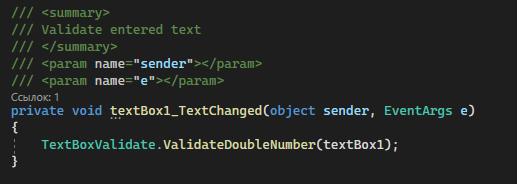 /// <summary>
/// Validate entered text
/// </summary>
/// <param name="sender"></param>
/// <param name="e"></param>
Ссылок: 1
private void textBox1_TextChanged(object sender, EventArgs e)
{
TextBoxValidate.ValidateDoubleNumber(textBox1);
}